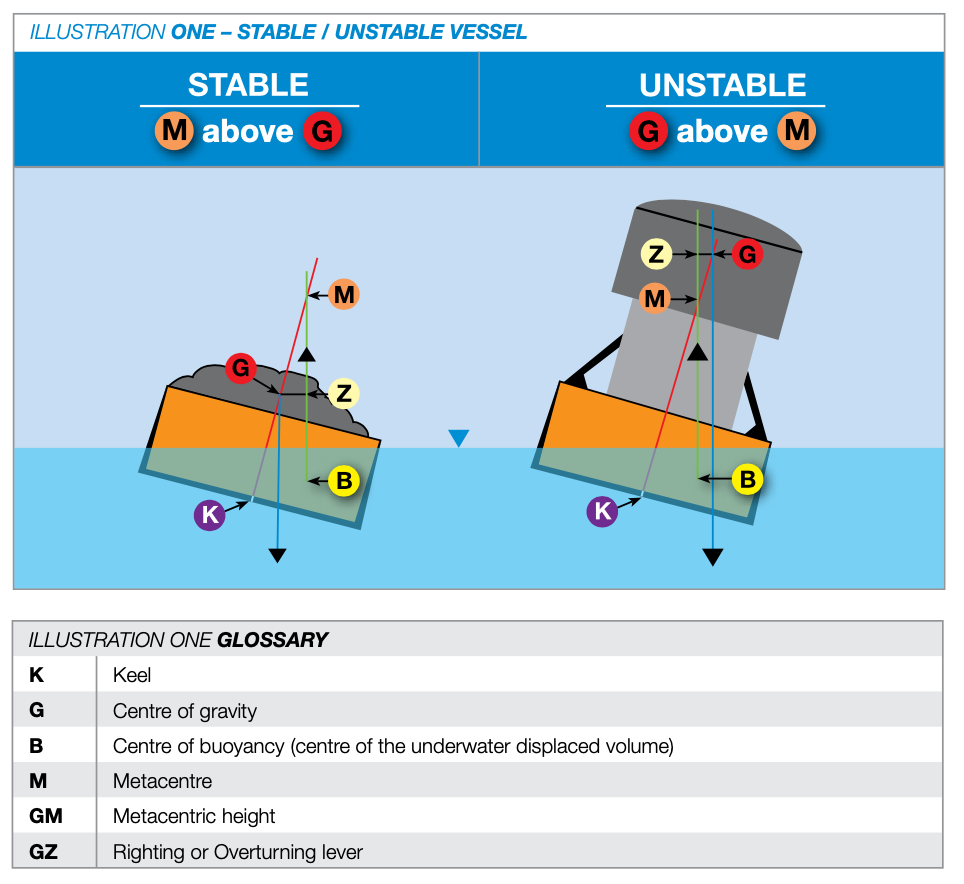 ILLUSTRATION ONE – STABLE / UNSTABLE VESSEL
STABLE
M above G
UNSTABLE
G above M
M
G
Z
B
K
Z
G
M
B
K
ILLUSTRATION ONE GLOSSARY
K Keel
G Centre of gravity
B Centre of buoyancy (centre of the underwater displaced volume)
M Metacentre
GM Metacentric height
GZ Righting or Overturning lever